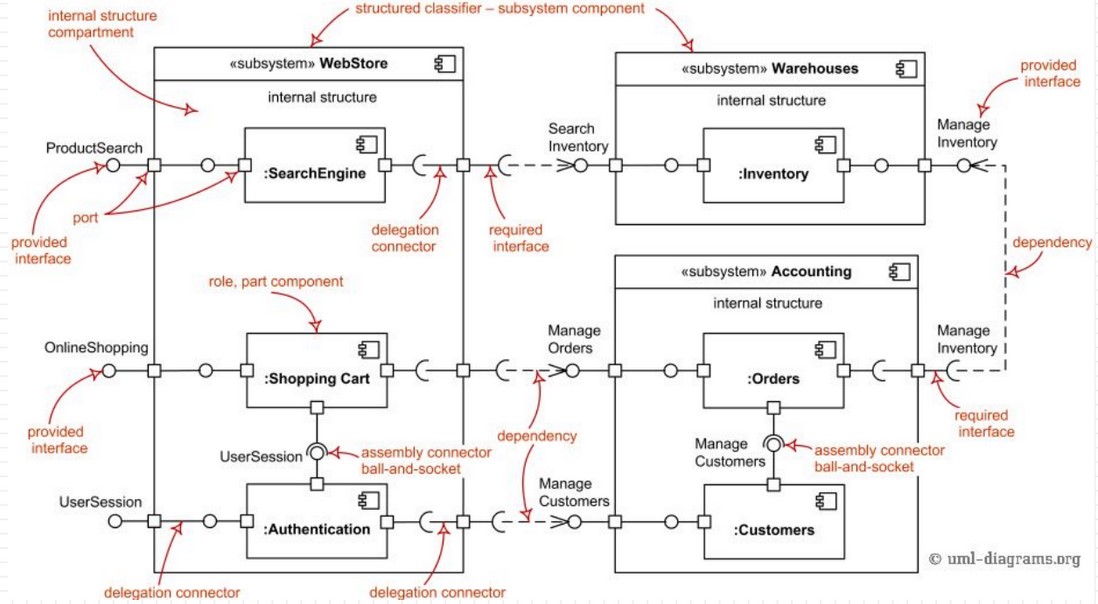 structured classifier – subsystem component
internal structure
compartment
«subsystem» WebStore
internal structure
«subsystem» Warehouses
internal structure
provided
interface
ProductSearch
:SearchEngine
Search
Inventory
:Inventory
Manage
Inventory
port
provided
interface
delegation
connector
required
interface
dependency
role, part component
«subsystem» Accounting
internal structure
OnlineShopping
:Shopping Cart
Manage
Orders
:Orders
Manage
Inventory
provided
interface
UserSession
assembly connector
ball-and-socket
dependency
Manage
Customers
assembly connector
ball-and-socket
required
interface
UserSession
:Authentication
Manage
Customers
:Customers
© uml-diagrams.org
delegation connector
delegation connector